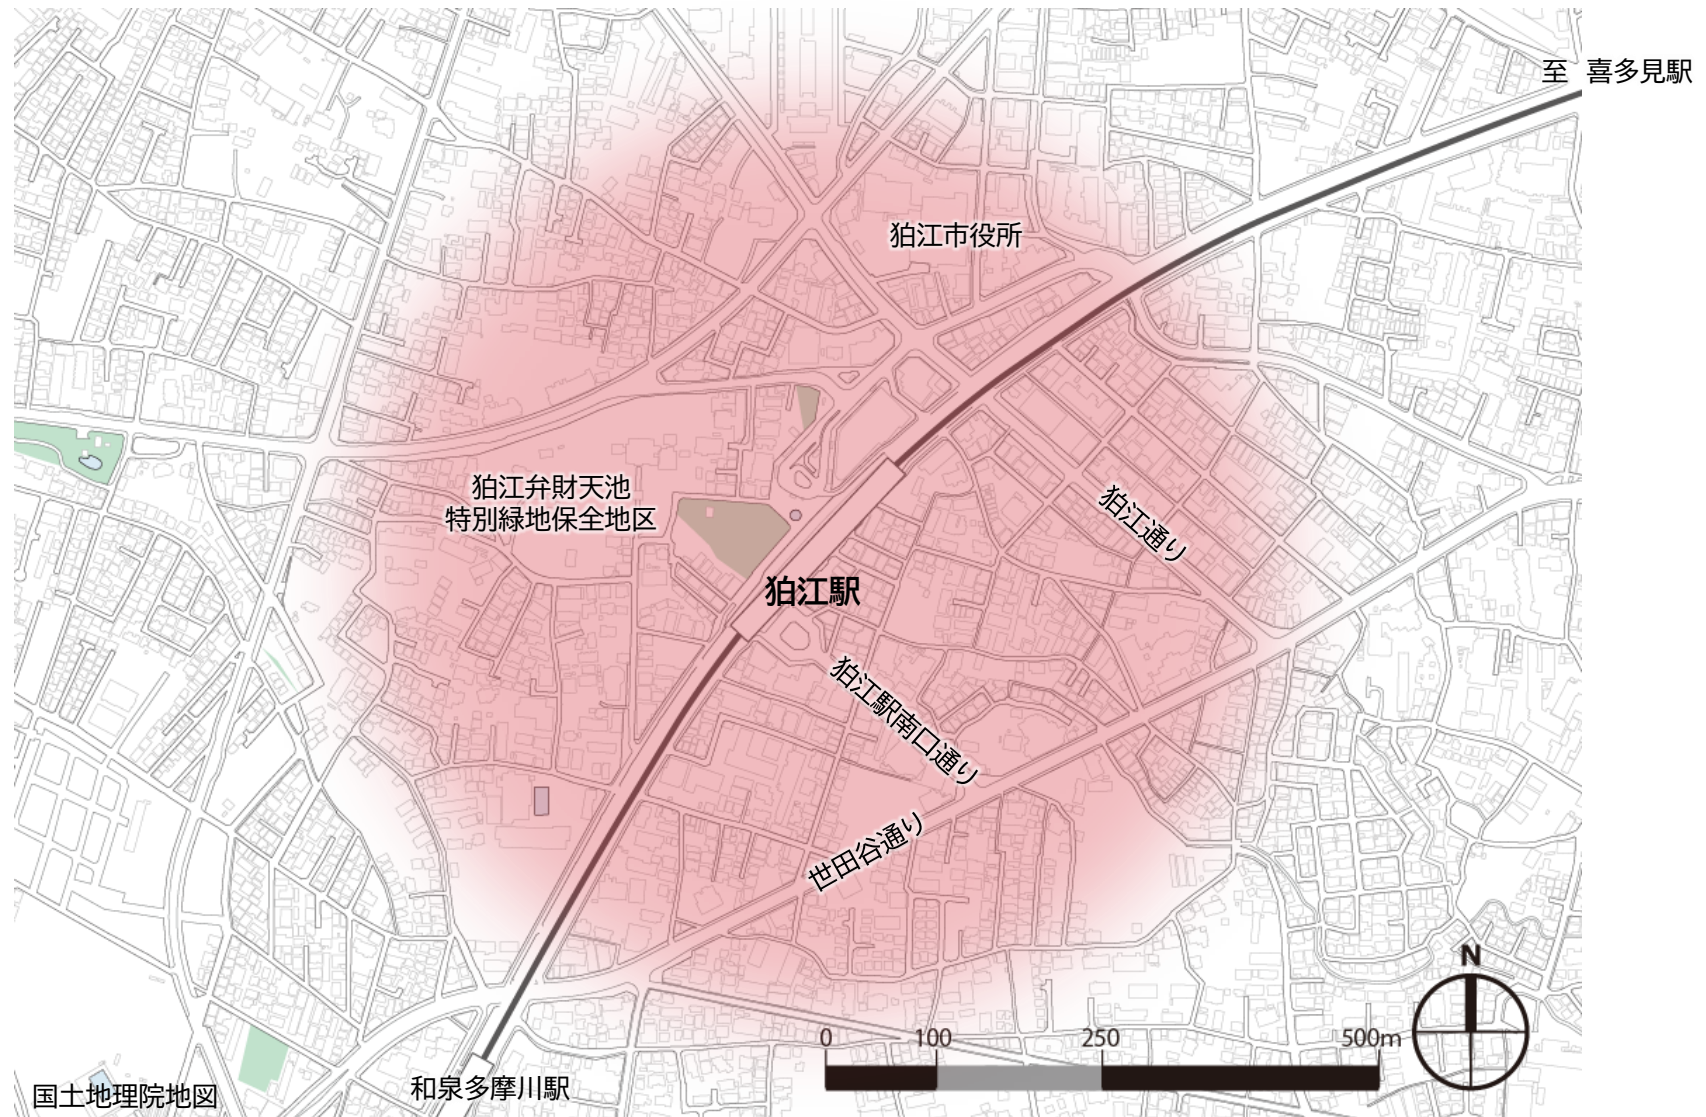 至 喜多見駅
狛江市役所
狛江弁財天池
特別緑地保全地区
狛江通り
狛江駅
狛江駅南口通り
世田谷通り
N
0 100 250 500m
和泉多摩川駅
国土地理院地図